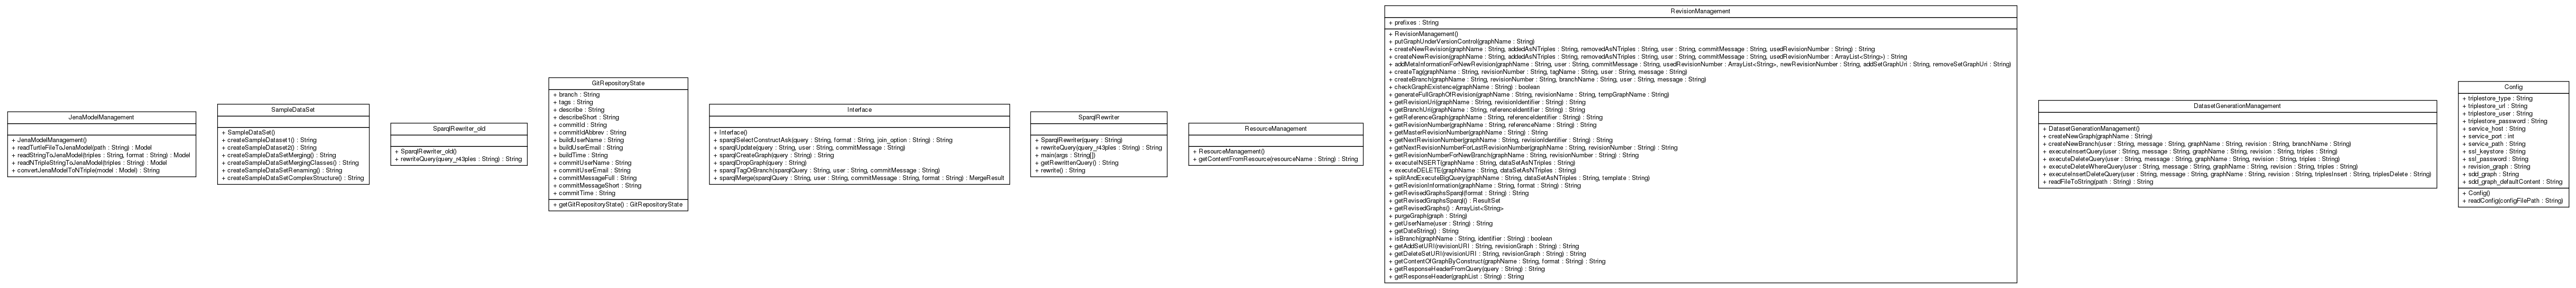 JenaModelManagement
+ JenaModelManagement()
+ readTurtleFileToJenaModel(path : String) : Model
+ readStringToJenaModel(triples : String, format : String) : Model
+ readNTripleStringToJenaModel(triples : String) : Model
+ convertJenaModelToNTriple(model : Model) : String
SampleDataSet
+ SampleDataSet()
+ createSampleDataset1() : String
+ createSampleDataset2() : String
+ createSampleDataSetMerging() : String
+ createSampleDataSetMergingClasses() : String
+ createSampleDataSetRenaming() : String
+ createSampleDataSetComplexStructure() : String
SparqlRewriter_old
+ SparqlRewriter_old()
+ rewriteQuery(query_r43ples : String) : String
GitRepositoryState
+ branch : String
+ tags : String
+ describe : String
+ describeShort : String
+ commitId : String
+ commitIdAbbrev : String
+ buildUserName : String
+ buildUserEmail : String
+ buildTime : String
+ commitUserName : String
+ commitUserEmail : String
+ commitMessageFull : String
+ commitMessageShort : String
+ commitTime : String
+ getGitRepositoryState() : GitRepositoryState
Interface
+ Interface()
+ sparqlSelectConstructAsk(query : String, format : String, join_option : String) : String
+ sparqlUpdate(query : String, user : String, commitMessage : String)
+ sparqlCreateGraph(query : String) : String
+ sparqlDropGraph(query : String)
+ sparqlTagOrBranch(sparqlQuery : String, user : String, commitMessage : String)
+ sparqlMerge(sparqlQuery : String, user : String, commitMessage : String, format : String) : MergeResult
SparqlRewriter
+ SparqlRewriter(query : String)
+ rewriteQuery(query_r43ples : String) : String
+ main(args : String[])
+ getRewrittenQuery() : String
+ rewrite() : String
ResourceManagement
+ ResourceManagement()
+ getContentFromResource(resourceName : String) : String
RevisionManagement
+ prefixes : String
+ RevisionManagement()
+ putGraphUnderVersionControl(graphName : String)
+ createNewRevision(graphName : String, addedAsNTriples : String, removedAsNTriples : String, user : String, commitMessage : String, usedRevisionNumber : String) : String
+ createNewRevision(graphName : String, addedAsNTriples : String, removedAsNTriples : String, user : String, commitMessage : String, usedRevisionNumber : ArrayList<String>) : String
+ addMetaInformationForNewRevision(graphName : String, user : String, commitMessage : String, usedRevisionNumber : ArrayList<String>, newRevisionNumber : String, addSetGraphUri : String, removeSetGraphUri : String)
+ createTag(graphName : String, revisionNumber : String, tagName : String, user : String, message : String)
+ createBranch(graphName : String, revisionNumber : String, branchName : String, user : String, message : String)
+ checkGraphExistence(graphName : String) : boolean
+ generateFullGraphOfRevision(graphName : String, revisionName : String, tempGraphName : String)
+ getRevisionUri(graphName : String, revisionIdentifier : String) : String
+ getBranchUri(graphName : String, referenceIdentifier : String) : String
+ getReferenceGraph(graphName : String, referenceIdentifier : String) : String
+ getRevisionNumber(graphName : String, referenceName : String) : String
+ getMasterRevisionNumber(graphName : String) : String
+ getNextRevisionNumber(graphName : String, revisionIdentifier : String) : String
+ getNextRevisionNumberForLastRevisionNumber(graphName : String, revisionNumber : String) : String
+ getRevisionNumberForNewBranch(graphName : String, revisionNumber : String) : String
+ executeINSERT(graphName : String, dataSetAsNTriples : String)
+ executeDELETE(graphName : String, dataSetAsNTriples : String)
+ splitAndExecuteBigQuery(graphName : String, dataSetAsNTriples : String, template : String)
+ getRevisionInformation(graphName : String, format : String) : String
+ getRevisedGraphsSparql(format : String) : String
+ getRevisedGraphsSparql() : ResultSet
+ getRevisedGraphs() : ArrayList<String>
+ purgeGraph(graph : String)
+ getUserName(user : String) : String
+ getDateString() : String
+ isBranch(graphName : String, identifier : String) : boolean
+ getAddSetURI(revisionURI : String, revisionGraph : String) : String
+ getDeleteSetURI(revisionURI : String, revisionGraph : String) : String
+ getContentOfGraphByConstruct(graphName : String, format : String) : String
+ getResponseHeaderFromQuery(query : String) : String
+ getResponseHeader(graphList : String) : String
DatasetGenerationManagement
+ DatasetGenerationManagement()
+ createNewGraph(graphName : String)
+ createNewBranch(user : String, message : String, graphName : String, revision : String, branchName : String)
+ executeInsertQuery(user : String, message : String, graphName : String, revision : String, triples : String)
+ executeDeleteQuery(user : String, message : String, graphName : String, revision : String, triples : String)
+ executeDeleteWhereQuery(user : String, message : String, graphName : String, revision : String, triples : String)
+ executeInsertDeleteQuery(user : String, message : String, graphName : String, revision : String, triplesInsert : String, triplesDelete : String)
+ readFileToString(path : String) : String
Config
+ triplestore_type : String
+ triplestore_url : String
+ triplestore_user : String
+ triplestore_password : String
+ service_host : String
+ service_port : int
+ service_path : String
+ ssl_keystore : String
+ ssl_password : String
+ revision_graph : String
+ sdd_graph : String
+ sdd_graph_defaultContent : String
+ Config()
+ readConfig(configFilePath : String)